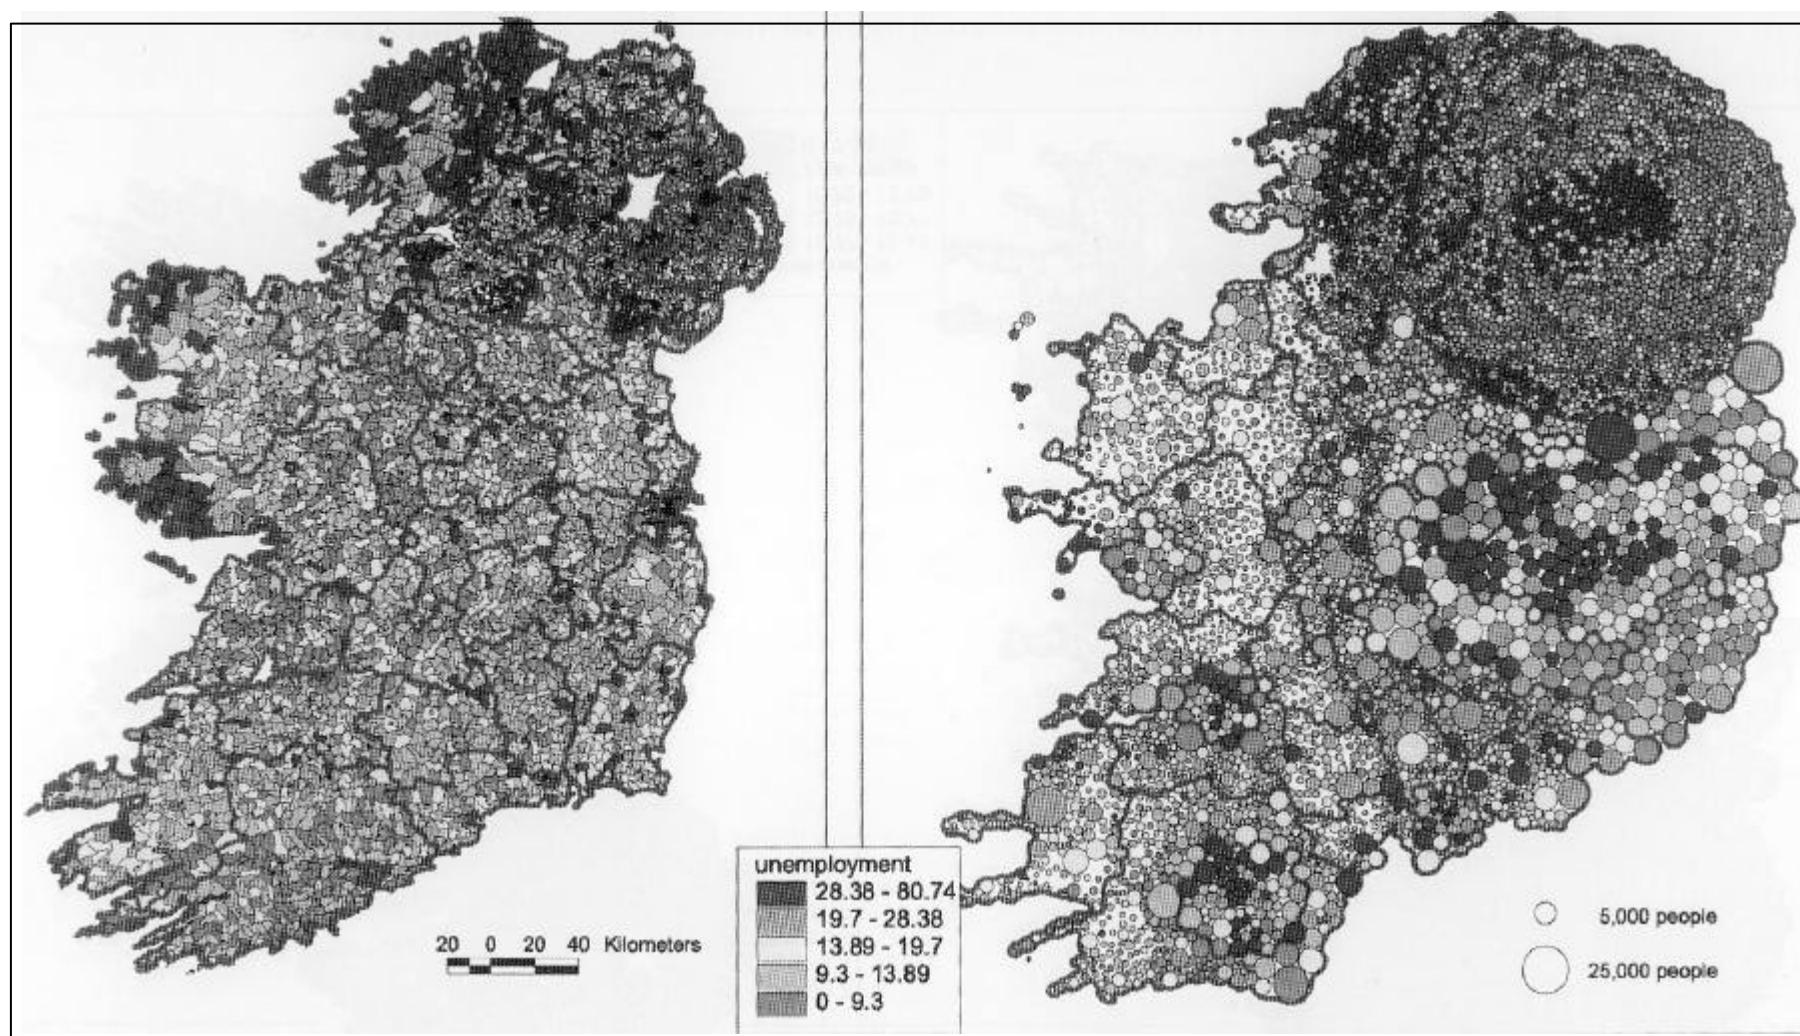 unemployment
28.38 - 80.74
19.7 - 28.38
13.89 - 19.7
9.3 - 13.89
0 - 9.3
20 0 20 40 Kilometers
5,000 people
25,000 people